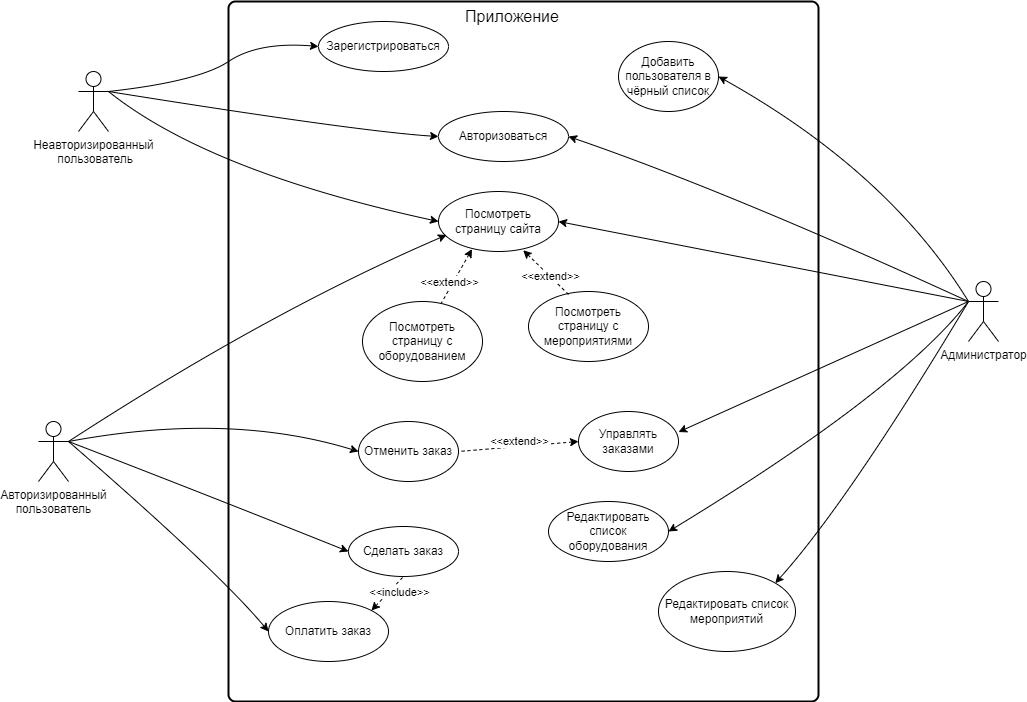 Приложение
Зарегистрироваться
Добавить
пользователя в
чёрный список
Неавторизированный
пользователь
Авторизоваться
Посмотреть
страницу сайта
<<extend>>
<<extend>>
Посмотреть
страницу с
оборудованием
Посмотреть
страницу с
мероприятиями
Администратор
Авторизированный
пользователь
Отменить заказ
<<extend>>
Управлять
заказами
Редактировать
список
оборудования
Сделать заказ
<<include>>
Оплатить заказ
Редактировать список
мероприятий